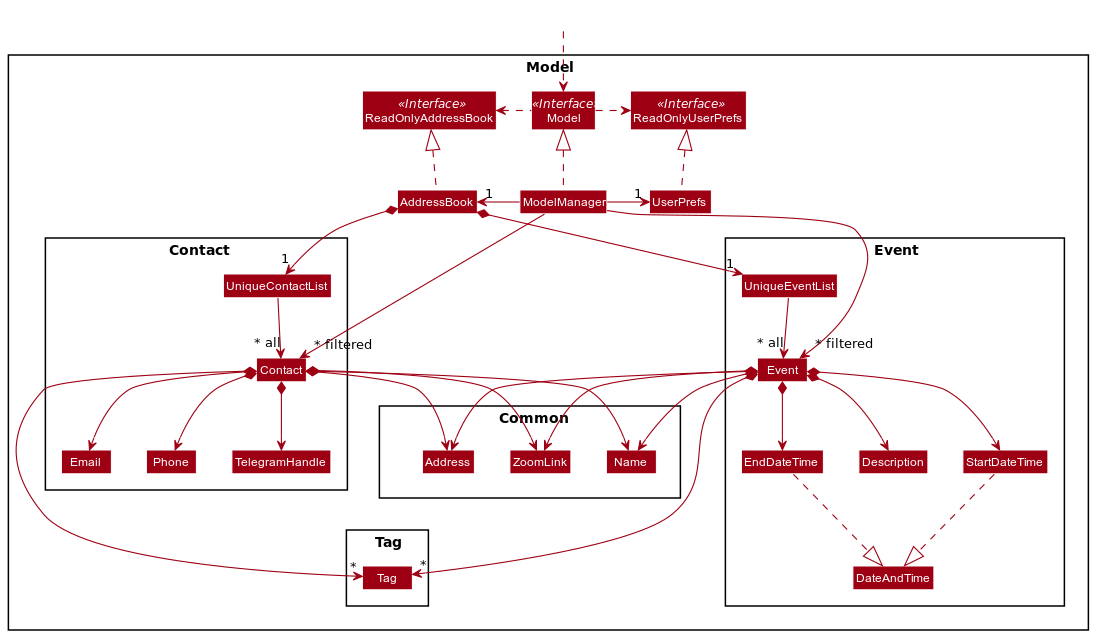 Model
«Interface»
ReadOnlyAddressBook
«Interface»
Model
«Interface»
ReadOnlyUserPrefs
AddressBook
1
ModelManager
1
UserPrefs
Contact
Event
1
UniqueContactList
1
UniqueEventList
* all
* filtered
* all
* filtered
Contact
Event
Common
Email
Phone
TelegramHandle
Address
ZoomLink
Name
EndDateTime
Description
StartDateTime
Tag
*
Tag
*
DateAndTime